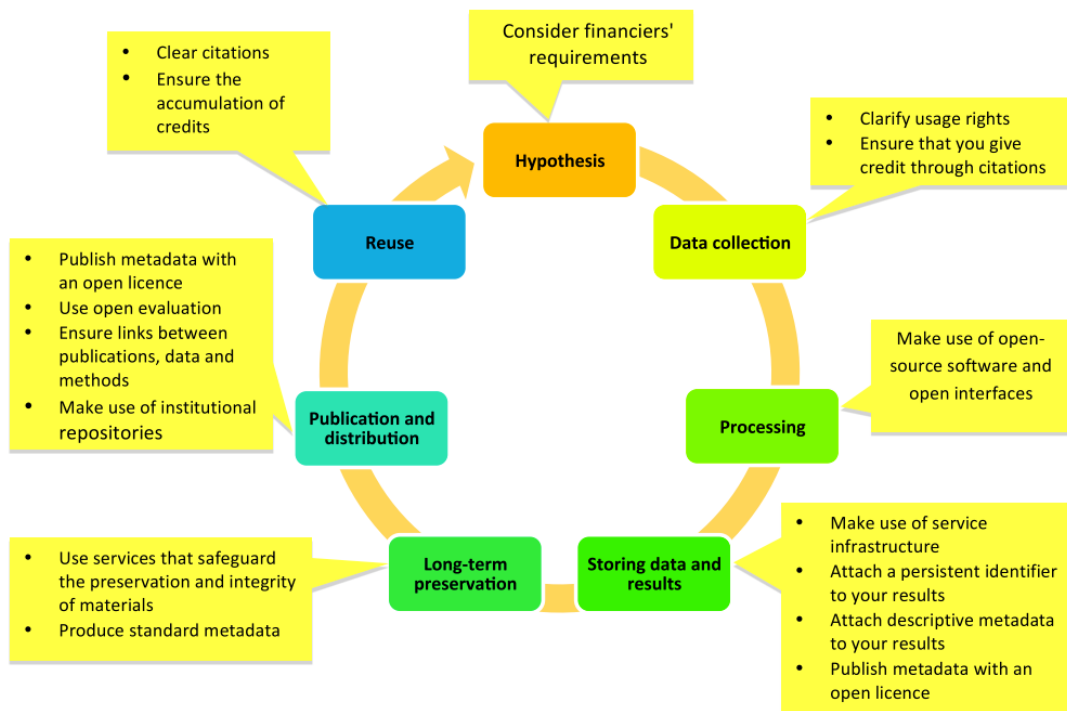 Consider financiers'
requirements
Hypothesis
• Clarify usage rights
• Ensure that you give
credit through citations
Data collection
Make use of open-
source software and
open interfaces
Processing
• Make use of service
infrastructure
• Attach a persistent identifier
to your results
• Attach descriptive metadata
to your results
• Publish metadata with an
open licence
Storing data and
results
• Use services that safeguard
the preservation and integrity
of materials
• Produce standard metadata
Long-term
preservation
• Publish metadata with
an open licence
• Use open evaluation
• Ensure links between
publications, data and
methods
• Make use of institutional
repositories
Publication and
distribution
• Clear citations
• Ensure the
accumulation of
credits
Reuse